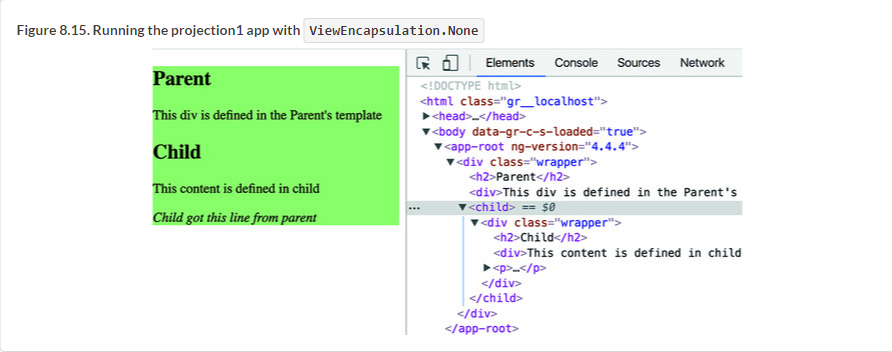 Figure 8.15. Running the projection1 app with ViewEncapsulation.None
Parent
This div is defined in the Parent's template
Child
This content is defined in child
Child got this line from parent
Elements Console Sources Network
<!DOCTYPE html>
<html class="gr__localhost">
▶<head>…</head>
▼<body data-gr-c-s-loaded="true">
▼<app-root ng-version="4.4.4">
▼<div class="wrapper">
<h2>Parent</h2>
<div>This div is defined in the Parent's
... ▼<child> == $0
▼<div class="wrapper">
<h2>Child</h2>
<div>This content is defined in child
▶<p>…</p>
</div>
</child>
</div>
</app-root>